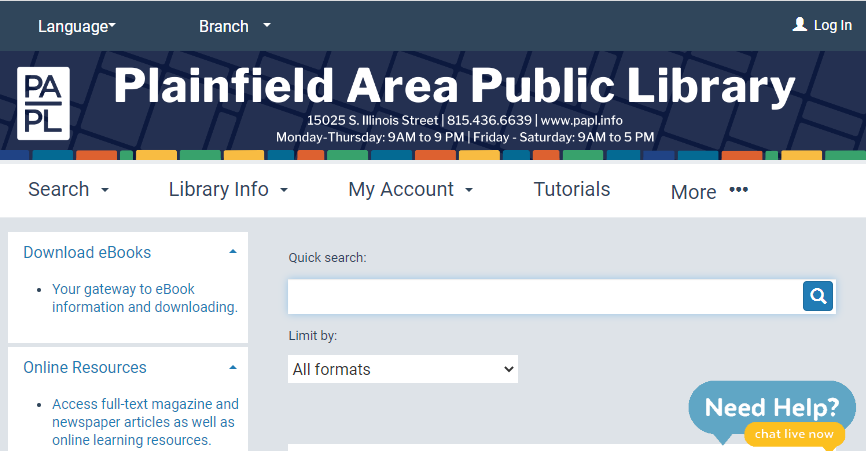 Language
Branch
Log In
PA
PL
Plainfield Area Public Library
15025 S. Illinois Street | 815.436.6639 | www.papl.info
Monday-Thursday: 9AM to 9 PM | Friday - Saturday: 9AM to 5 PM
Search
Library Info
My Account
Tutorials
More •••
Download eBooks
• Your gateway to eBook
information and downloading.
Online Resources
• Access full-text magazine and
newspaper articles as well as
online learning resources.
Quick search:
Limit by:
All formats
Need Help?
chat live now